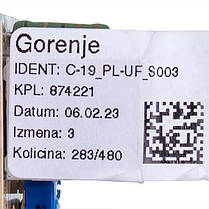 Gorenje
IDENT: C-19_PL-UF_S003
KPL: 874221
Datum: 06.02.23
Izmena: 3
Kolicina: 283/480